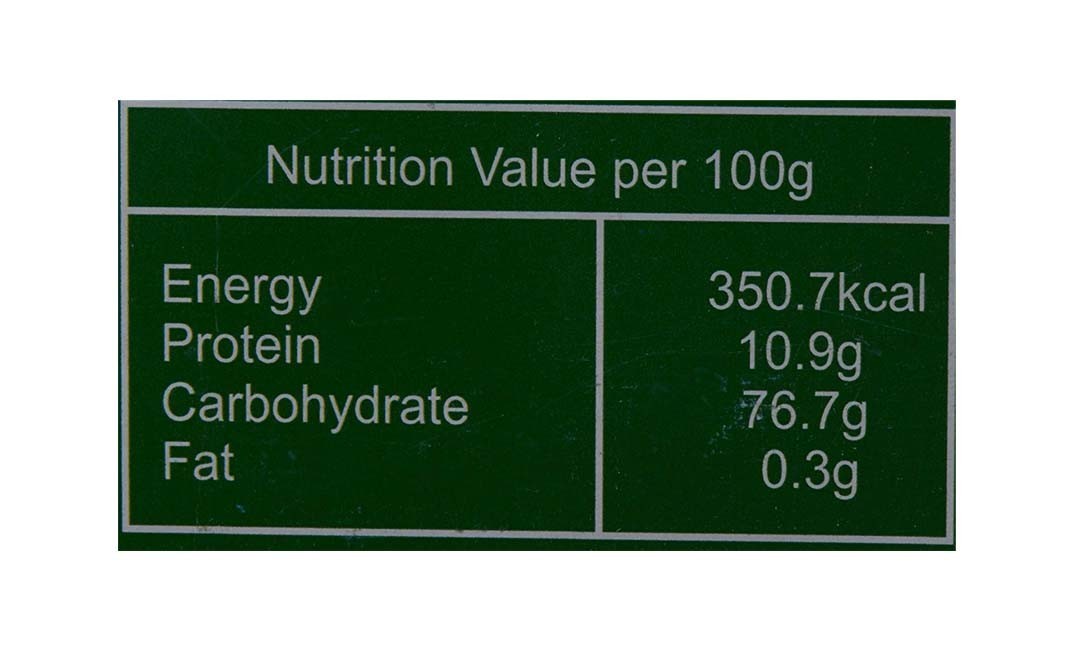 Nutrition Value per 100g
Energy 350.7kcal
Protein 10.9g
Carbohydrate 76.7g
Fat 0.3g